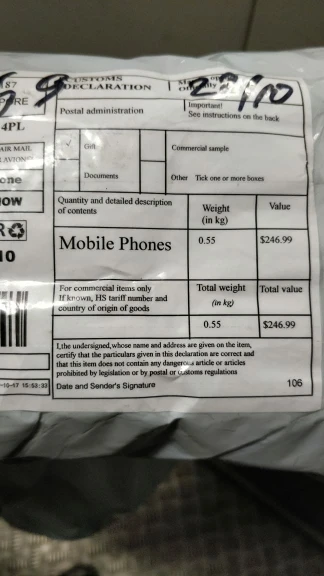 CUSTOMS
DECLARATION
Postal administration
Important!
See instructions on the back
4PL
AIR MAIL
Gift
Commercial sample
Documents
Other Tick one or more boxes
Quantity and detailed description
of contents
Weight
(in kg)
Value
Mobile Phones
0.55
$246.99
For commercial items only
If known, HS tariff number and
country of origin of goods
Total weight
(in kg)
Total value
0.55
$246.99
I,the undersigned,whose name and address are given on the item,
certify that the particulars given in this declaration are correct and
that this item does not contain any dangerous article or articles
prohibited by legislation or by postal or customs regulations
-10-17 15:53:33
Date and Sender's Signature
106